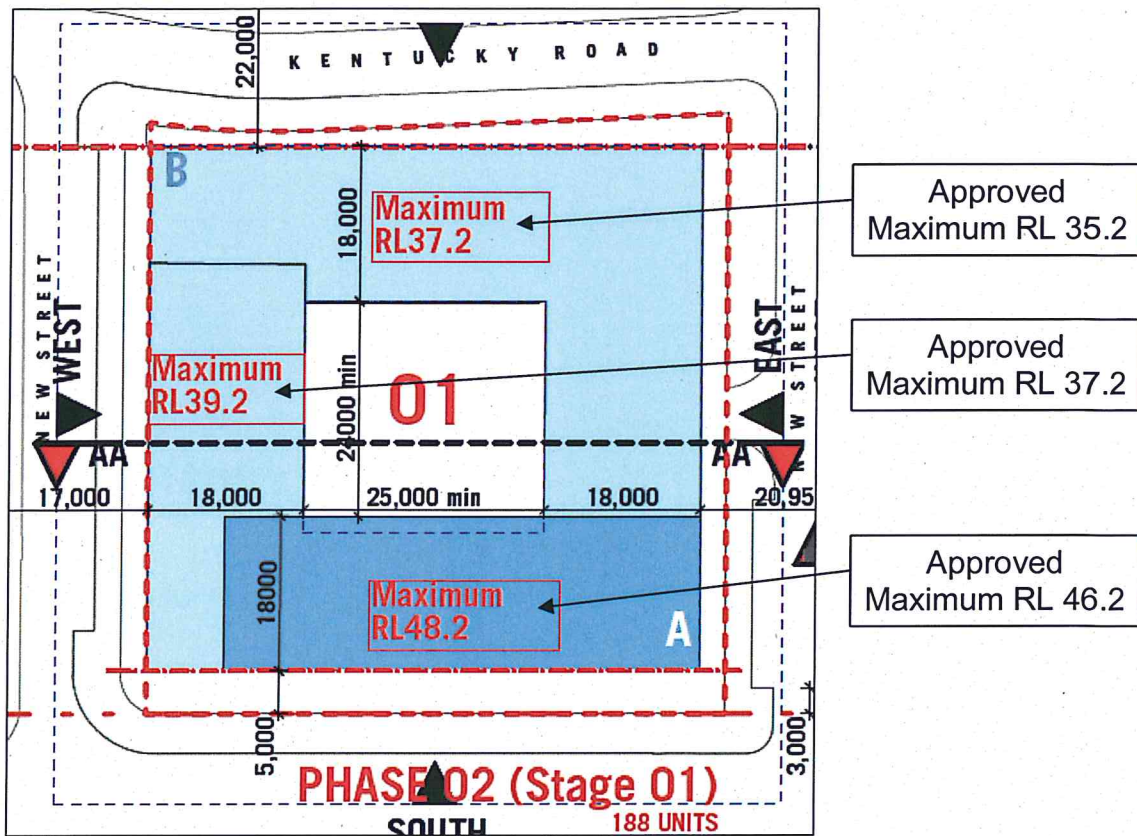 22,000
KENTUCKY ROAD
B
18,000
Maximum
RL37.2
Approved
Maximum RL 35.2
NEW STREET
WEST
Maximum
RL39.2
24000 min
01
EAST
W STREET
Approved
Maximum RL 37.2
AA
AA
N
17,000
18,000
25,000 min
18,000
20,95
18000
Maximum
RL48.2
A
Approved
Maximum RL 46.2
5,000
3,000
PHASE 02 (Stage 01)
SOUTH
188 UNITS